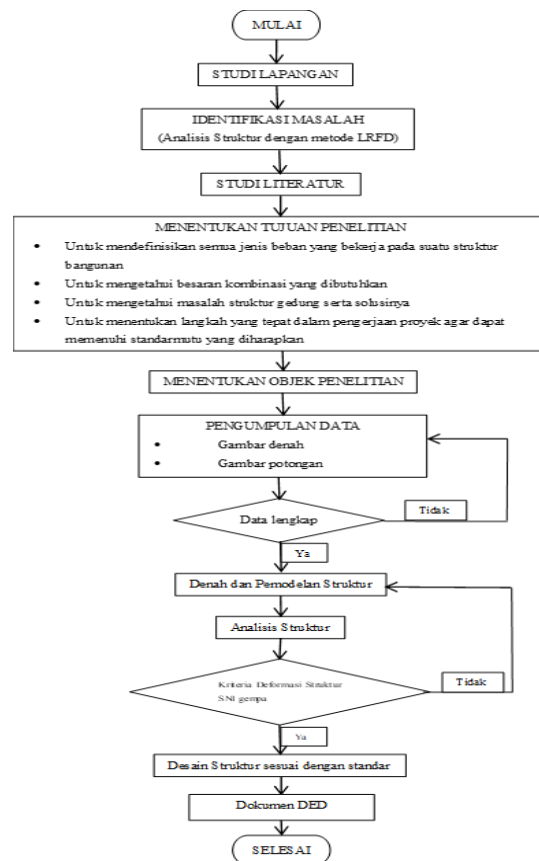 MULAI
STUDI LAPANGAN
IDENTIFIKASI MASALAH
(Analisis Struktur dengan metode LRFD)
STUDI LITERATUR
MENENTUKAN TUJUAN PENELITIAN
• Untuk mendefinisikan semua jenis beban yang bekerja pada suatu struktur
bangunan
• Untuk mengetahui besaran kombinasi yang dibutuhkan
• Untuk mengetahui masalah struktur gedung serta solusinya
• Untuk menentukan langkah yang tepat dalam pengerjaan proyek agar dapat
memenuhi standarmutu yang diharapkan
MENENTUKAN OBJEK PENELITIAN
PENGUMPULAN DATA
• Gambar denah
• Gambar potongan
Data lengkap
Tidak
Ya
Denah dan Pemodelan Struktur
Analisis Struktur
Kriteria Deformasi Struktur
SNI gempa
Tidak
Ya
Desain Struktur sesuai dengan standar
Dokumen DED
SELESAI